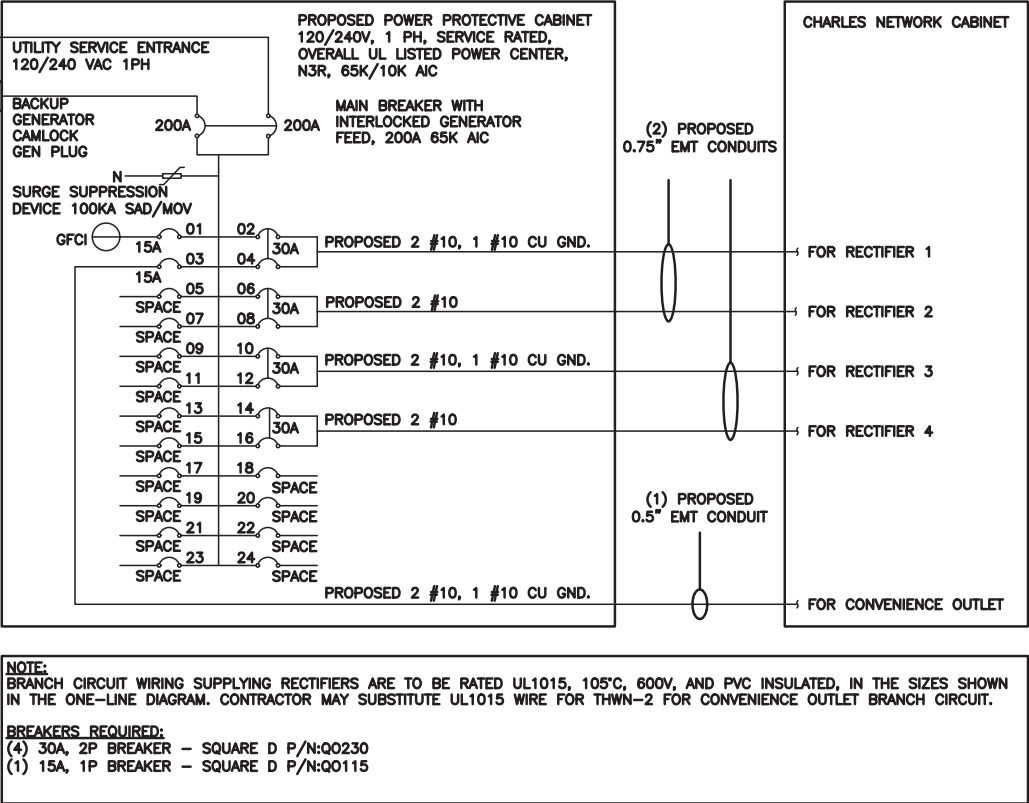 PROPOSED POWER PROTECTIVE CABINET
120/240V, 1 PH, SERVICE RATED,
OVERALL UL LISTED POWER CENTER,
N3R, 65K/10K AIC
CHARLES NETWORK CABINET
UTILITY SERVICE ENTRANCE
120/240 VAC 1PH
BACKUP
GENERATOR
CAMLOCK
GEN PLUG
200A
200A
MAIN BREAKER WITH
INTERLOCKED GENERATOR
FEED, 200A 65K AIC
(2) PROPOSED
0.75" EMT CONDUITS
N
SURGE SUPPRESSION
DEVICE 100KA SAD/MOV
GFCI
15A
01
02
30A
PROPOSED 2 #10, 1 #10 CU GND.
FOR RECTIFIER 1
15A
03
04
SPACE
05
06
30A
PROPOSED 2 #10
FOR RECTIFIER 2
SPACE
07
08
SPACE
09
10
30A
PROPOSED 2 #10, 1 #10 CU GND.
FOR RECTIFIER 3
SPACE
11
12
SPACE
13
14
30A
PROPOSED 2 #10
FOR RECTIFIER 4
SPACE
15
16
SPACE
17
18
SPACE
SPACE
19
20
SPACE
SPACE
21
22
SPACE
SPACE
23
24
SPACE
(1) PROPOSED
0.5" EMT CONDUIT
PROPOSED 2 #10, 1 #10 CU GND.
FOR CONVENIENCE OUTLET
NOTE:
BRANCH CIRCUIT WIRING SUPPLYING RECTIFIERS ARE TO BE RATED UL1015, 105°C, 600V, AND PVC INSULATED, IN THE SIZES SHOWN
IN THE ONE-LINE DIAGRAM. CONTRACTOR MAY SUBSTITUTE UL1015 WIRE FOR THWN-2 FOR CONVENIENCE OUTLET BRANCH CIRCUIT.
BREAKERS REQUIRED:
(4) 30A, 2P BREAKER - SQUARE D P/N:QO230
(1) 15A, 1P BREAKER - SQUARE D P/N:QO115